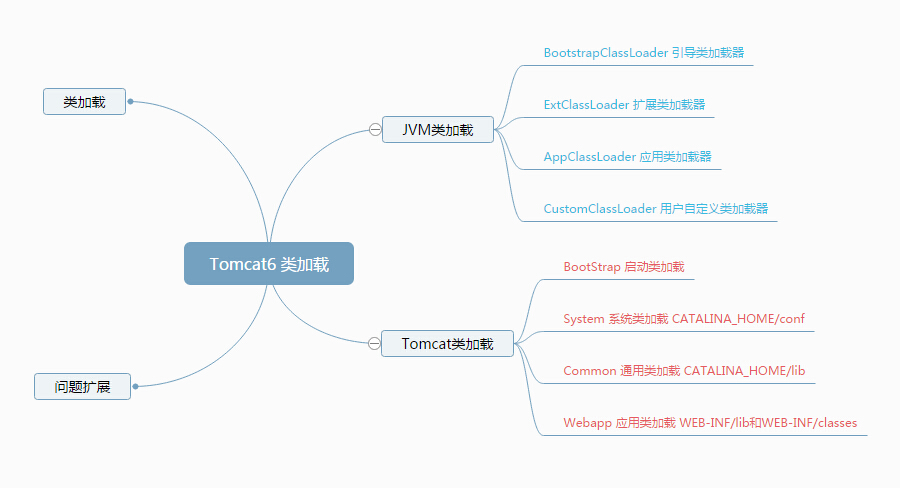 Tomcat6 类加载
类加载
问题扩展
JVM类加载
BootstrapClassLoader 引导类加载器
ExtClassLoader 扩展类加载器
AppClassLoader 应用类加载器
CustomClassLoader 用户自定义类加载器
Tomcat类加载
BootStrap 启动类加载
System 系统类加载 CATALINA_HOME/conf
Common 通用类加载 CATALINA_HOME/lib
Webapp 应用类加载 WEB-INF/lib和WEB-INF/classes